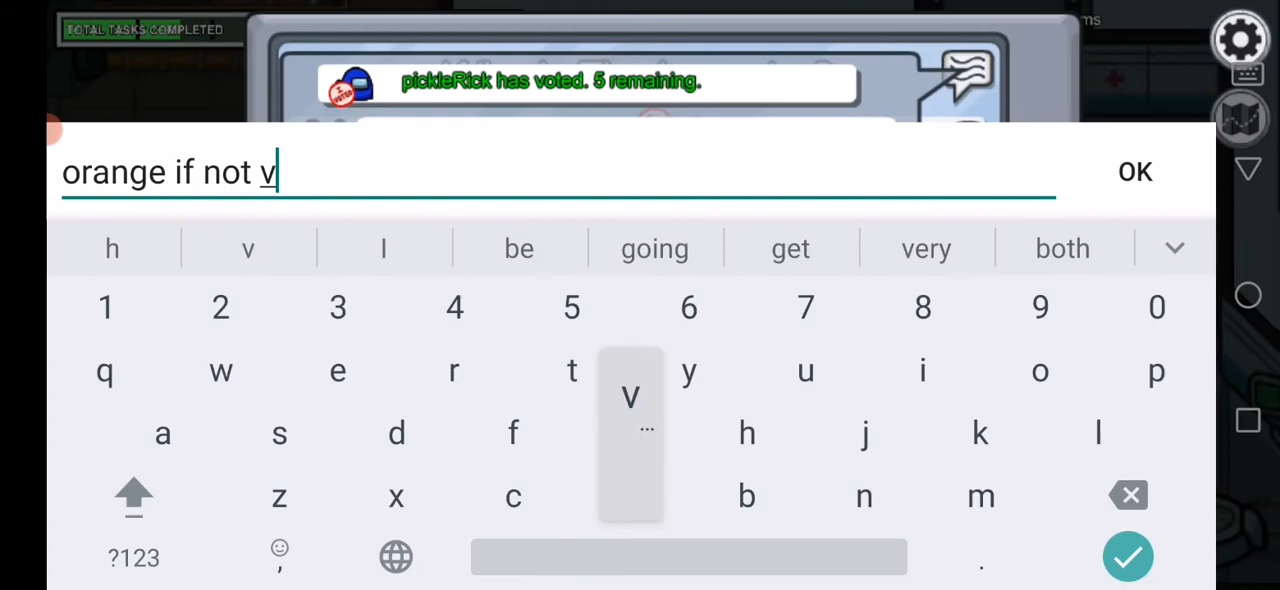 TOTAL TASKS COMPLETED
ms
pickleRick has voted. 5 remaining.
orange if not v
OK
h v I be going get very both
1 2 3 4 5 6 7 8 9 0
q w e r t y u i o p
v
...
a s d f h j k l
z x c b n m
?123 , .